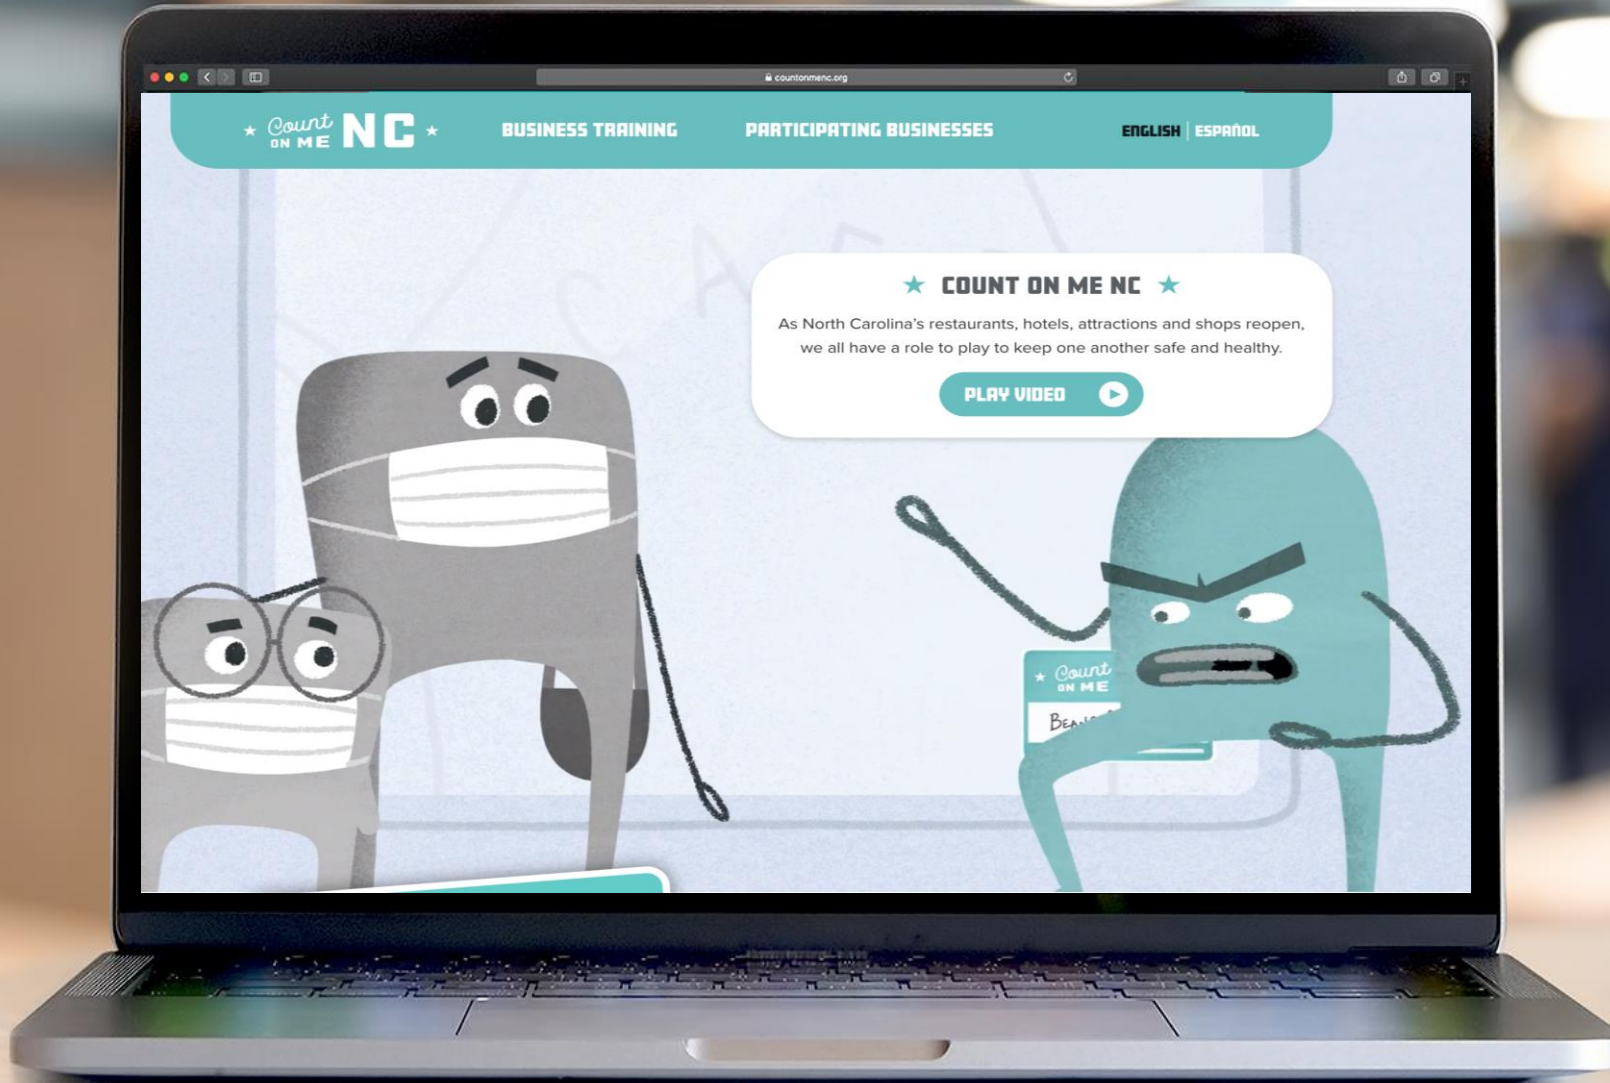 countonmenc.org
Count ON ME NC
BUSINESS TRAINING
PARTICIPATING BUSINESSES
ENGLISH | ESPAÑOL
CAFE
COUNT ON ME NC
As North Carolina's restaurants, hotels, attractions and shops reopen,
we all have a role to play to keep one another safe and healthy.
PLAY VIDEO
Count
ON ME